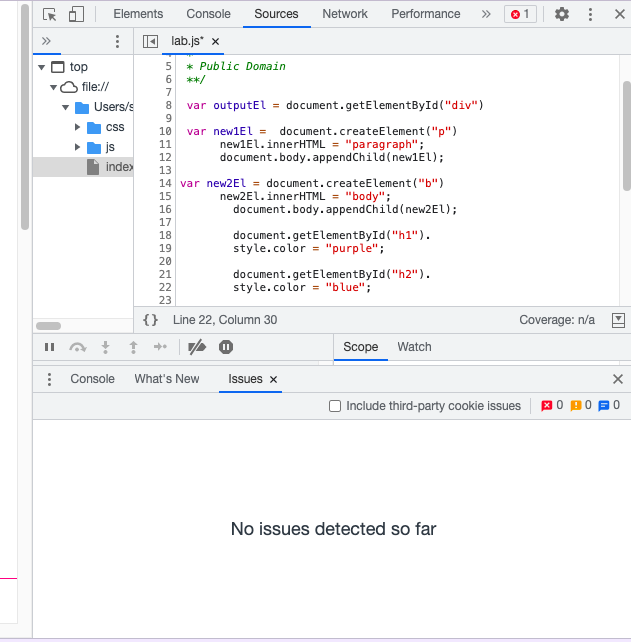 Elements Console Sources Network Performance » 1
» lab.js* ×
top
file://
Users/s
css
js
index
5 * Public Domain
6 **/
7
8 var outputEl = document.getElementById("div")
9
10 var new1El =  document.createElement("p")
11 new1El.innerHTML = "paragraph";
12 document.body.appendChild(new1El);
13
14 var new2El = document.createElement("b")
15 new2El.innerHTML = "body";
16 document.body.appendChild(new2El);
17
18 document.getElementById("h1").
19 style.color = "purple";
20
21 document.getElementById("h2").
22 style.color = "blue";
23
{} Line 22, Column 30 Coverage: n/a
Scope Watch
Console What's New Issues ×
Include third-party cookie issues 0 0 0
No issues detected so far